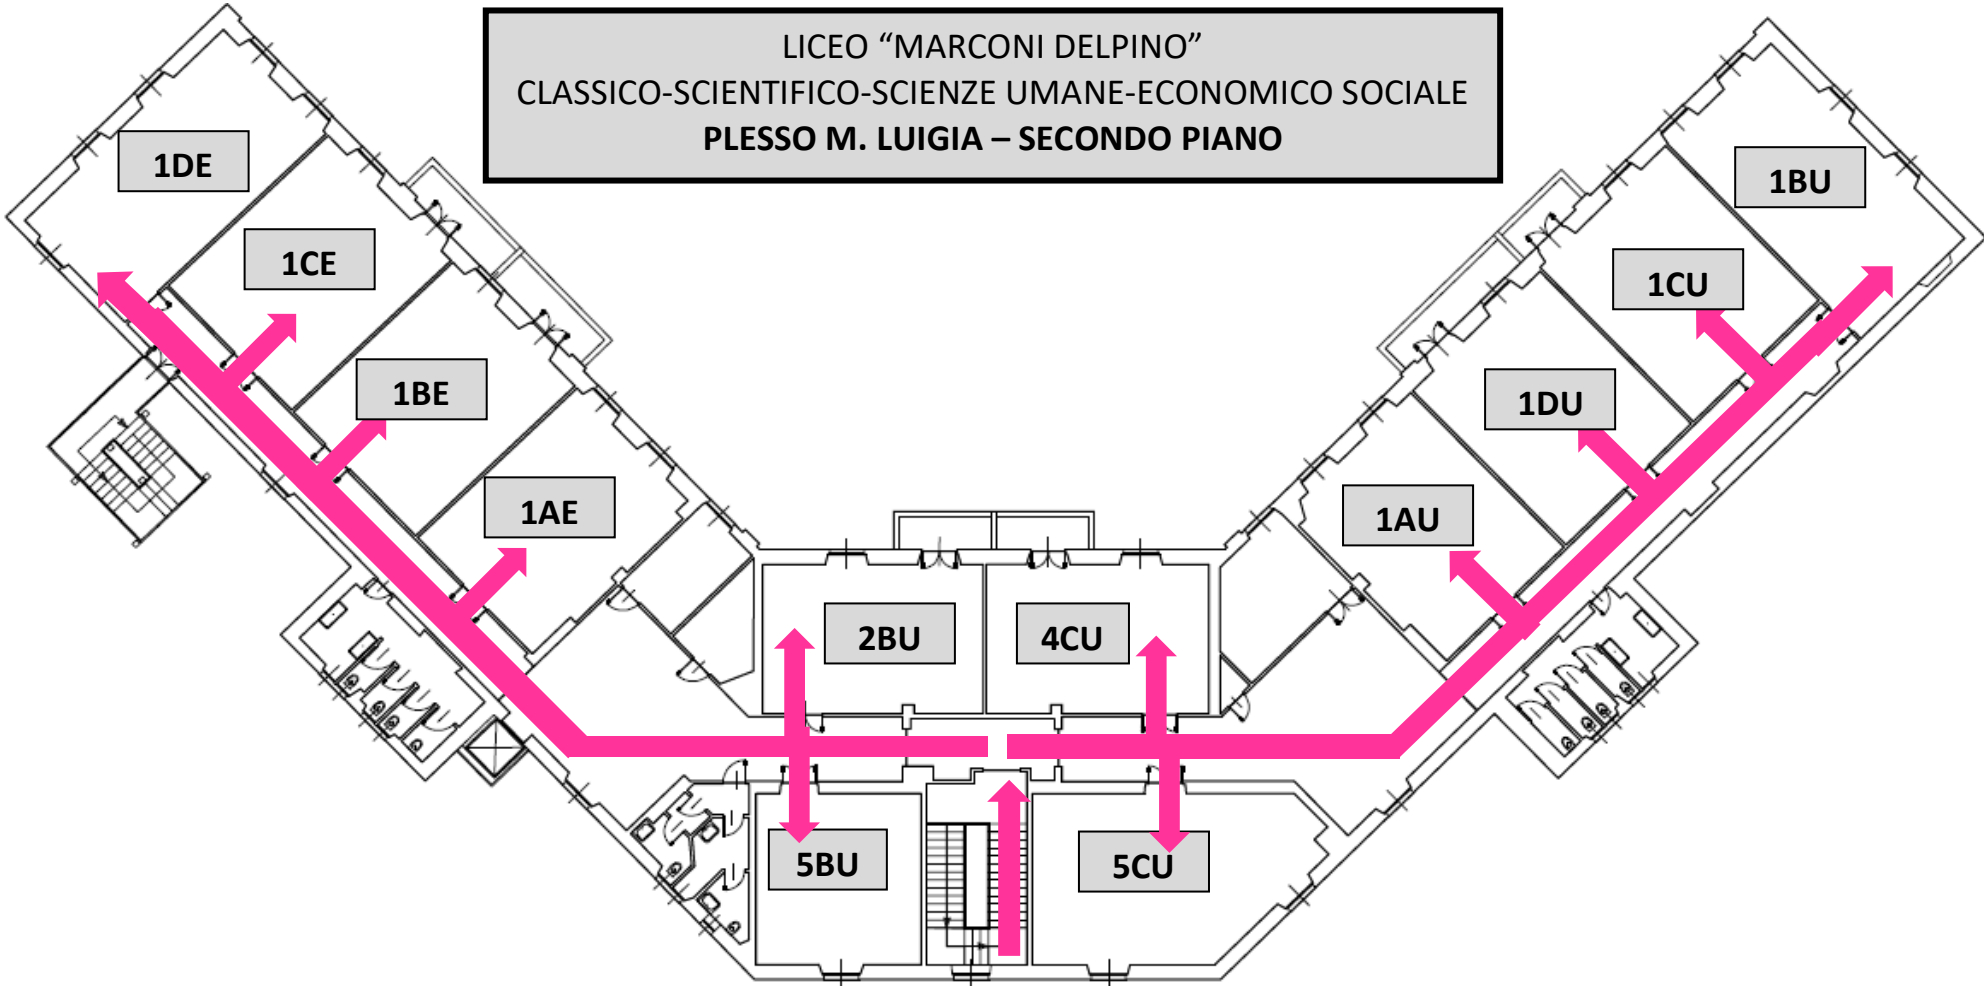 LICEO “MARCONI DELPINO”
CLASSICO-SCIENTIFICO-SCIENZE UMANE-ECONOMICO SOCIALE
PLESSO M. LUIGIA – SECONDO PIANO
1DE
1BU
1CE
1CU
1BE
1DU
1AE
1AU
2BU
4CU
5BU
5CU